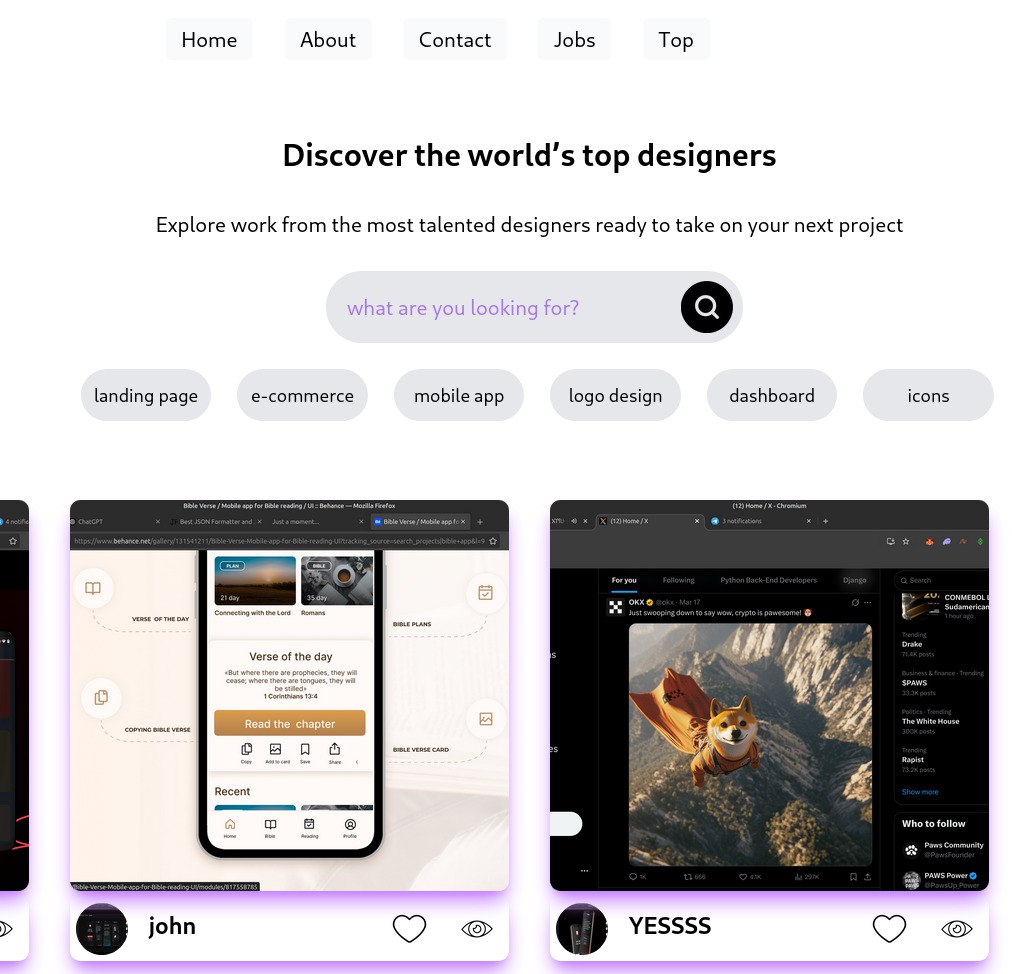 Home About Contact Jobs Top
Discover the world's top designers
Explore work from the most talented designers ready to take on your next project
what are you looking for?
landing page e-commerce mobile app logo design dashboard icons
4 notific
Bible Verse / Mobile app for Bible reading / UI :: Behance — Mozilla Firefox
ChatGPT Best JSON Formatter and Just a moment... Bible Verse / Mobile app fo
https://www.behance.net/gallery/131541211/Bible-Verse-Mobile-app-for-Bible-reading-UI?tracking_source=search_projects|bible+app&l=9
PLAN BIBLE
21 day 35 day
Connecting with the Lord Romans
VERSE OF THE DAY
BIBLE PLANS
Verse of the day
«But where there are prophecies, they will
cease; where there are tongues, they will
be stilled»
1 Corinthians 13:4
Read the chapter
COPYING BIBLE VERSE
BIBLE VERSE CARD
Copy Add to card Save Share
Recent
Home Bible Reading Profile
Bible-Verse-Mobile-app-for-Bible-reading-UI/modules/817558785
john
(12) Home / X - Chromium
(12) Home / X 3 notifications
For you Following Python Back-End Developers Django
Search
OKX @okx · Mar 17
Just swooping down to say wow, crypto is pawesome!
CONMEBOL L
Sudamerican
1 hour ago
Trending
Drake
71.4K posts
Business & finance · Trending
$PAWS
33.3K posts
Politics · Trending
The White House
300K posts
Trending
Rapist
73.2K posts
Show more
Who to follow
Paws Community
@PawsFounder
PAWS Power
@PawsUp_Power
1K 666 4.1K 297K
YESSSS